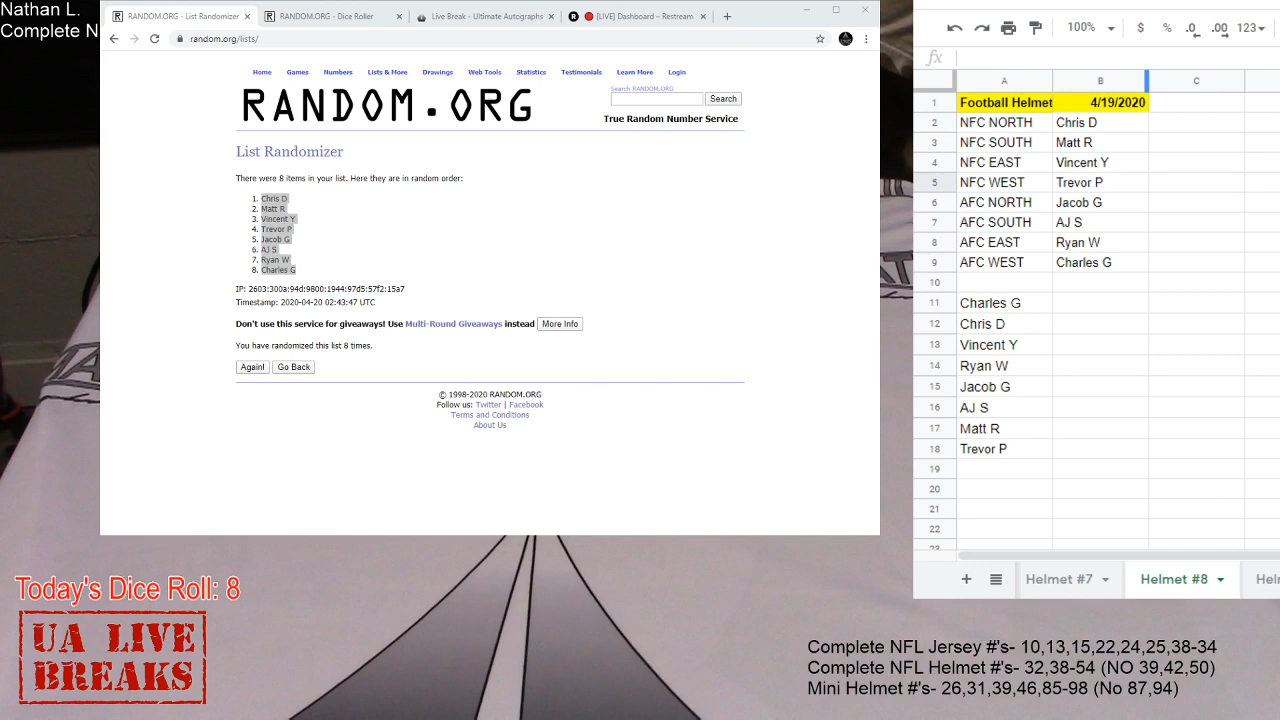 Nathan L.
Complete N
RANDOM.ORG - List Randomizer
RANDOM.ORG - Dice Roller
Live Break - Ultimate Autographs
[LIVE] Dashboard – Restream
random.org/lists/
Home Games Numbers Lists & More Drawings Web Tools Statistics Testimonials Learn More Login
RANDOM.ORG
Search RANDOM.ORG
Search
True Random Number Service
List Randomizer
There were 8 items in your list. Here they are in random order:
1. Chris D
2. Matt R
3. Vincent Y
4. Trevor P
5. Jacob G
6. AJ S
7. Ryan W
8. Charles G
IP: 2603:300a:94d:9800:1944:97d5:57f2:15a7
Timestamp: 2020-04-20 02:43:47 UTC
Don't use this service for giveaways! Use Multi-Round Giveaways instead More Info
You have randomized this list 8 times.
Again! Go Back
© 1998-2020 RANDOM.ORG
Follow us: Twitter | Facebook
Terms and Conditions
About Us
100% $ % .0 .00 123
fx
A B C
1 Football Helmet 4/19/2020
2 NFC NORTH Chris D
3 NFC SOUTH Matt R
4 NFC EAST Vincent Y
5 NFC WEST Trevor P
6 AFC NORTH Jacob G
7 AFC SOUTH AJ S
8 AFC EAST Ryan W
9 AFC WEST Charles G
10
11 Charles G
12 Chris D
13 Vincent Y
14 Ryan W
15 Jacob G
16 AJ S
17 Matt R
18 Trevor P
19
20
21
22
23
Helmet #7 Helmet #8 Hel
Today's Dice Roll: 8
UA LIVE
BREAKS
Complete NFL Jersey #'s- 10,13,15,22,24,25,38-34
Complete NFL Helmet #'s- 32,38-54 (NO 39,42,50)
Mini Helmet #'s- 26,31,39,46,85-98 (No 87,94)